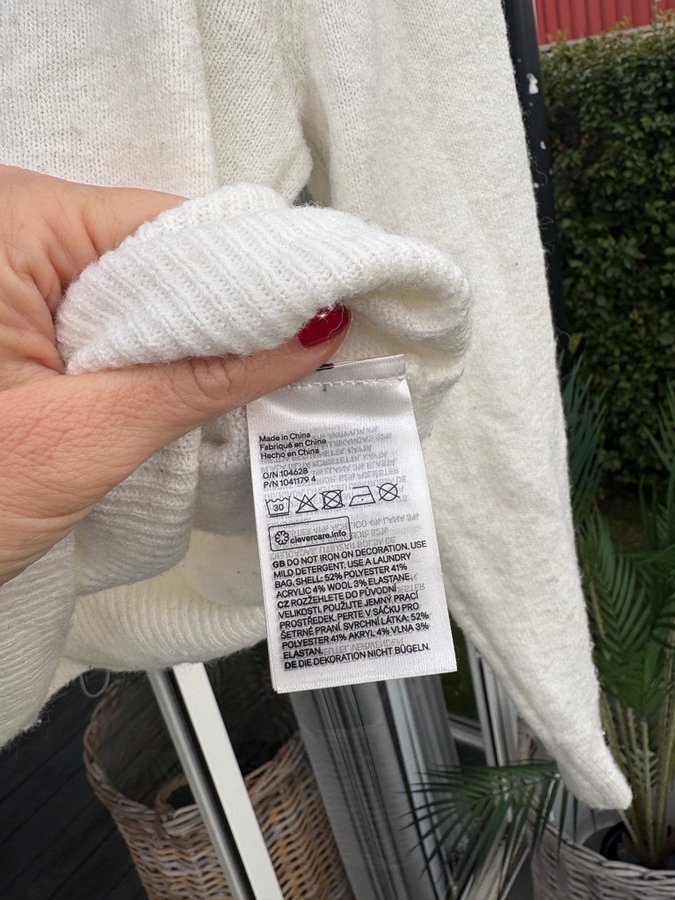 Made in China
Fabriqué en Chine
Hecho en China
O/N 104628
P/N 1041179 4
30
clevercare.info
GB DO NOT IRON ON DECORATION. USE
MILD DETERGENT. USE A LAUNDRY
BAG. SHELL: 52% POLYESTER 41%
ACRYLIC 4% WOOL 3% ELASTANE.
CZ ROZŽEHLETE DO PŮVODNÍ
VELIKOSTI, POUŽIJTE JEMNÝ PRACÍ
PROSTŘEDEK. PERTE V SÁČKU PRO
ŠETRNÉ PRANÍ. SVRCHNÍ LÁTKA: 52%
POLYESTER 41% AKRYL 4% VLNA 3%
ELASTAN.
DE DIE DEKORATION NICHT BÜGELN.